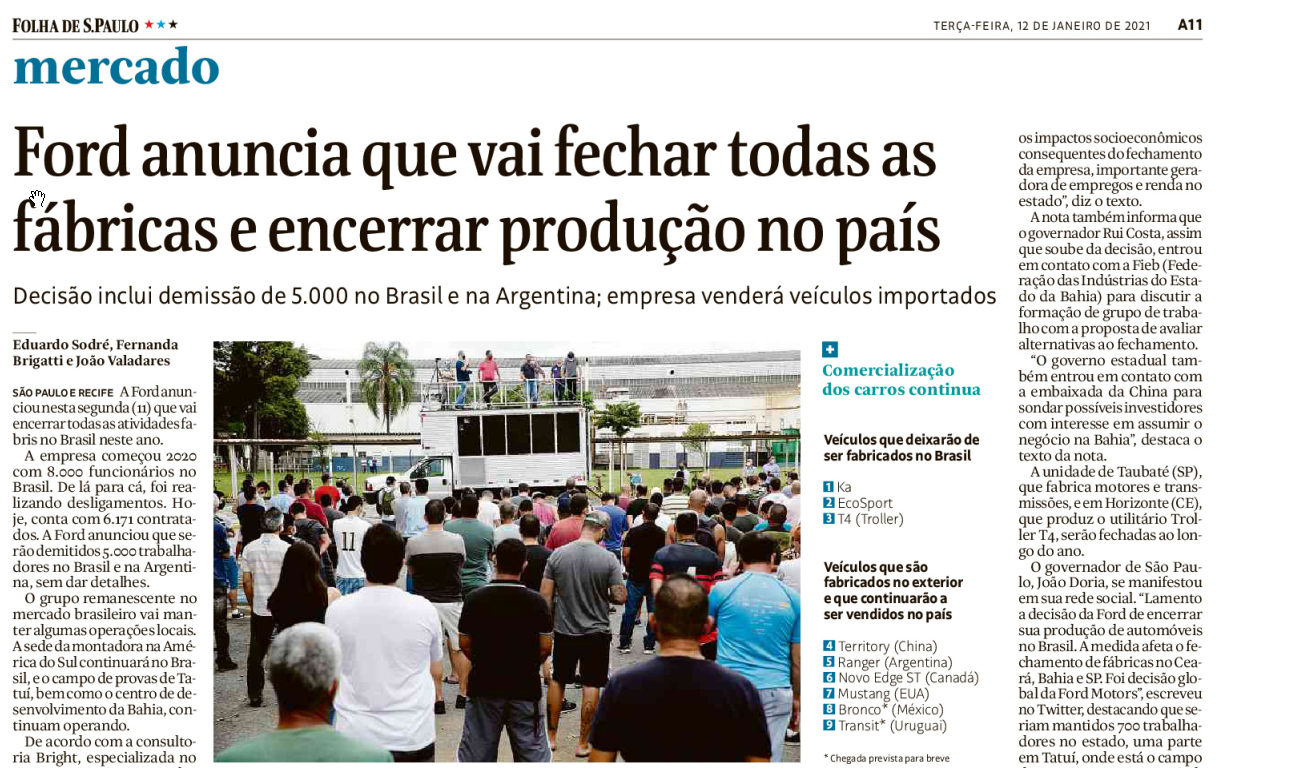 FOLHA DE S.PAULO ★★★
TERÇA-FEIRA, 12 DE JANEIRO DE 2021 A11
mercado
Ford anuncia que vai fechar todas as
fábricas e encerrar produção no país
Decisão inclui demissão de 5.000 no Brasil e na Argentina; empresa venderá veículos importados
Eduardo Sodré, Fernanda
Brigatti e João Valadares
SÃO PAULO E RECIFE A Ford anun-
ciou nesta segunda (11) que vai
encerrar todas as atividades fa-
bris no Brasil neste ano.
A empresa começou 2020
com 8.000 funcionários no
Brasil. De lá para cá, foi rea-
lizando desligamentos. Ho-
je, conta com 6.171 contrata-
dos. A Ford anunciou que se-
rão demitidos 5.000 trabalha-
dores no Brasil e na Argenti-
na, sem dar detalhes.
O grupo remanescente no
mercado brasileiro vai man-
ter algumas operações locais.
A sede da montadora na Amé-
rica do Sul continuará no Bra-
sil, e o campo de provas de Ta-
tuí, bem como o centro de de-
senvolvimento da Bahia, con-
tinuam operando.
De acordo com a consulto-
ria Bright, especializada no
11
+
Comercialização
dos carros continua
Veículos que deixarão de
ser fabricados no Brasil
1 Ka
2 EcoSport
3 T4 (Troller)
Veículos que são
fabricados no exterior
e que continuarão a
ser vendidos no país
4 Territory (China)
5 Ranger (Argentina)
6 Novo Edge ST (Canadá)
7 Mustang (EUA)
8 Bronco* (México)
9 Transit* (Uruguai)
* Chegada prevista para breve
os impactos socioeconômicos
consequentes do fechamento
da empresa, importante gera-
dora de empregos e renda no
estado”, diz o texto.
A nota também informa que
o governador Rui Costa, assim
que soube da decisão, entrou
em contato com a Fieb (Fede-
ração das Indústrias do Esta-
do da Bahia) para discutir a
formação de grupo de traba-
lho com a proposta de avaliar
alternativas ao fechamento.
“O governo estadual tam-
bém entrou em contato com
a embaixada da China para
sondar possíveis investidores
com interesse em assumir o
negócio na Bahia”, destaca o
texto da nota.
A unidade de Taubaté (SP),
que fabrica motores e trans-
missões, e em Horizonte (CE),
que produz o utilitário Trol-
ler T4, serão fechadas ao lon-
go do ano.
O governador de São Pau-
lo, João Doria, se manifestou
em sua rede social. “Lamento
a decisão da Ford de encerrar
sua produção de automóveis
no Brasil. A medida afeta o fe-
chamento de fábricas no Cea-
rá, Bahia e SP. Foi decisão glo-
bal da Ford Motors”, escreveu
no Twitter, destacando que se-
riam mantidos 700 trabalha-
dores no estado, uma parte
em Tatuí, onde está o campo